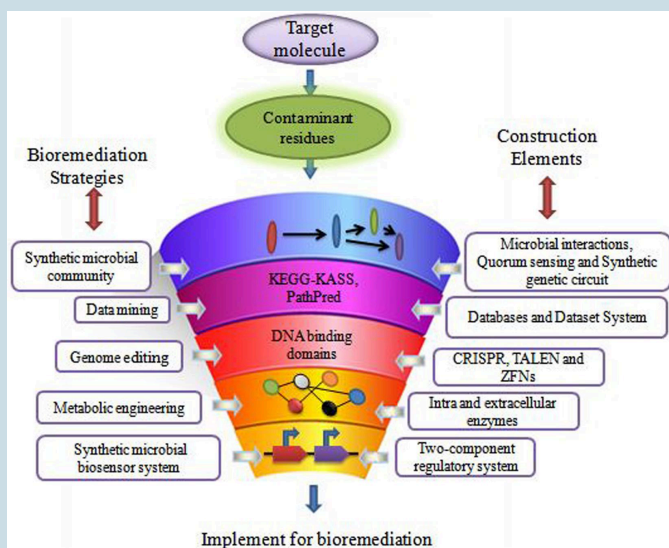 Target
molecule
Contaminant
residues
Bioremediation
Strategies
Construction
Elements
Synthetic microbial
community
Microbial interactions,
Quorum sensing and Synthetic
genetic circuit
KEGG-KASS,
PathPred
Data mining
Databases and Dataset System
DNA binding
domains
Genome editing
CRISPR, TALEN and
ZFNs
Metabolic engineering
Intra and extracellular
enzymes
Synthetic microbial
biosensor system
Two-component
regulatory system
Implement for bioremediation